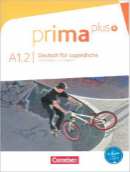 prima plus
A1.2
Deutsch für Jugendliche
Cornelsen